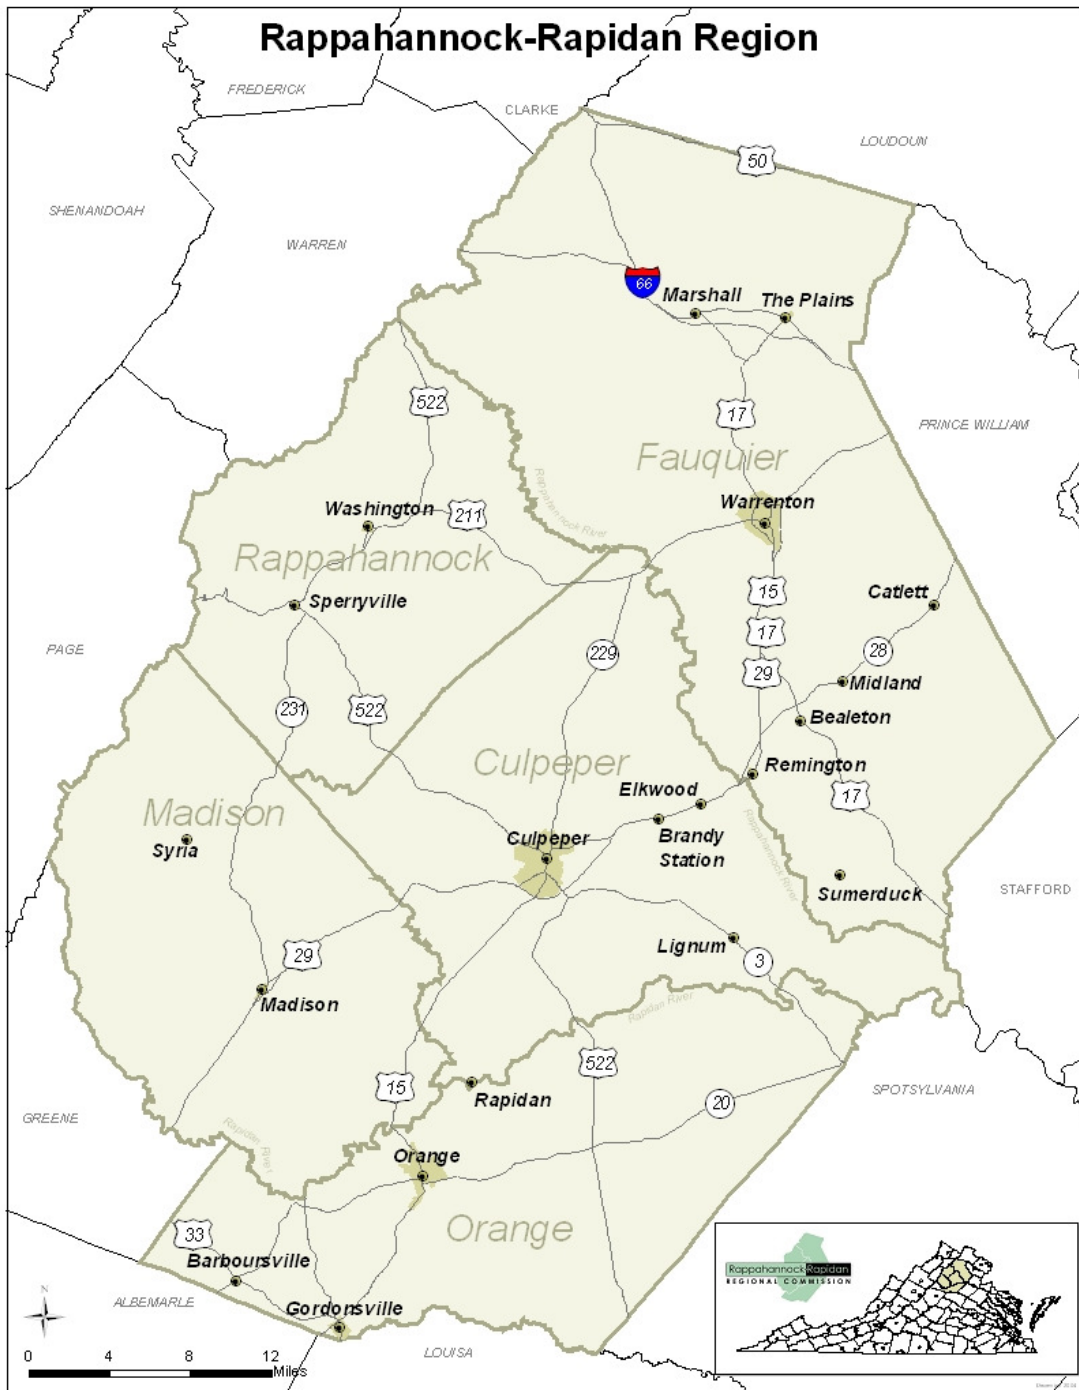 Rappahannock-Rapidan Region
FREDERICK
CLARKE
LOUDOUN
50
SHENANDOAH
WARREN
66
Marshall
The Plains
522
17
PRINCE WILLIAM
Fauquier
Rappahannock River
Washington
211
Warrenton
Rappahannock
15
Catlett
Sperryville
17
PAGE
229
28
29
Midland
231
522
Bealeton
Culpeper
Remington
Elkwood
17
Madison
Culpeper
Brandy
Station
Syria
Rappahannock River
Sumerduck
STAFFORD
Lignum
29
3
Madison
Rapidan River
522
15
Rapidan
20
SPOTSYLVANIA
GREENE
Rapidan River
Orange
Orange
33
Barboursville
Rappahannock Rapidan
REGIONAL COMMISSION
N
ALBEMARLE
Gordonsville
LOUISA
0 4 8 12
Miles